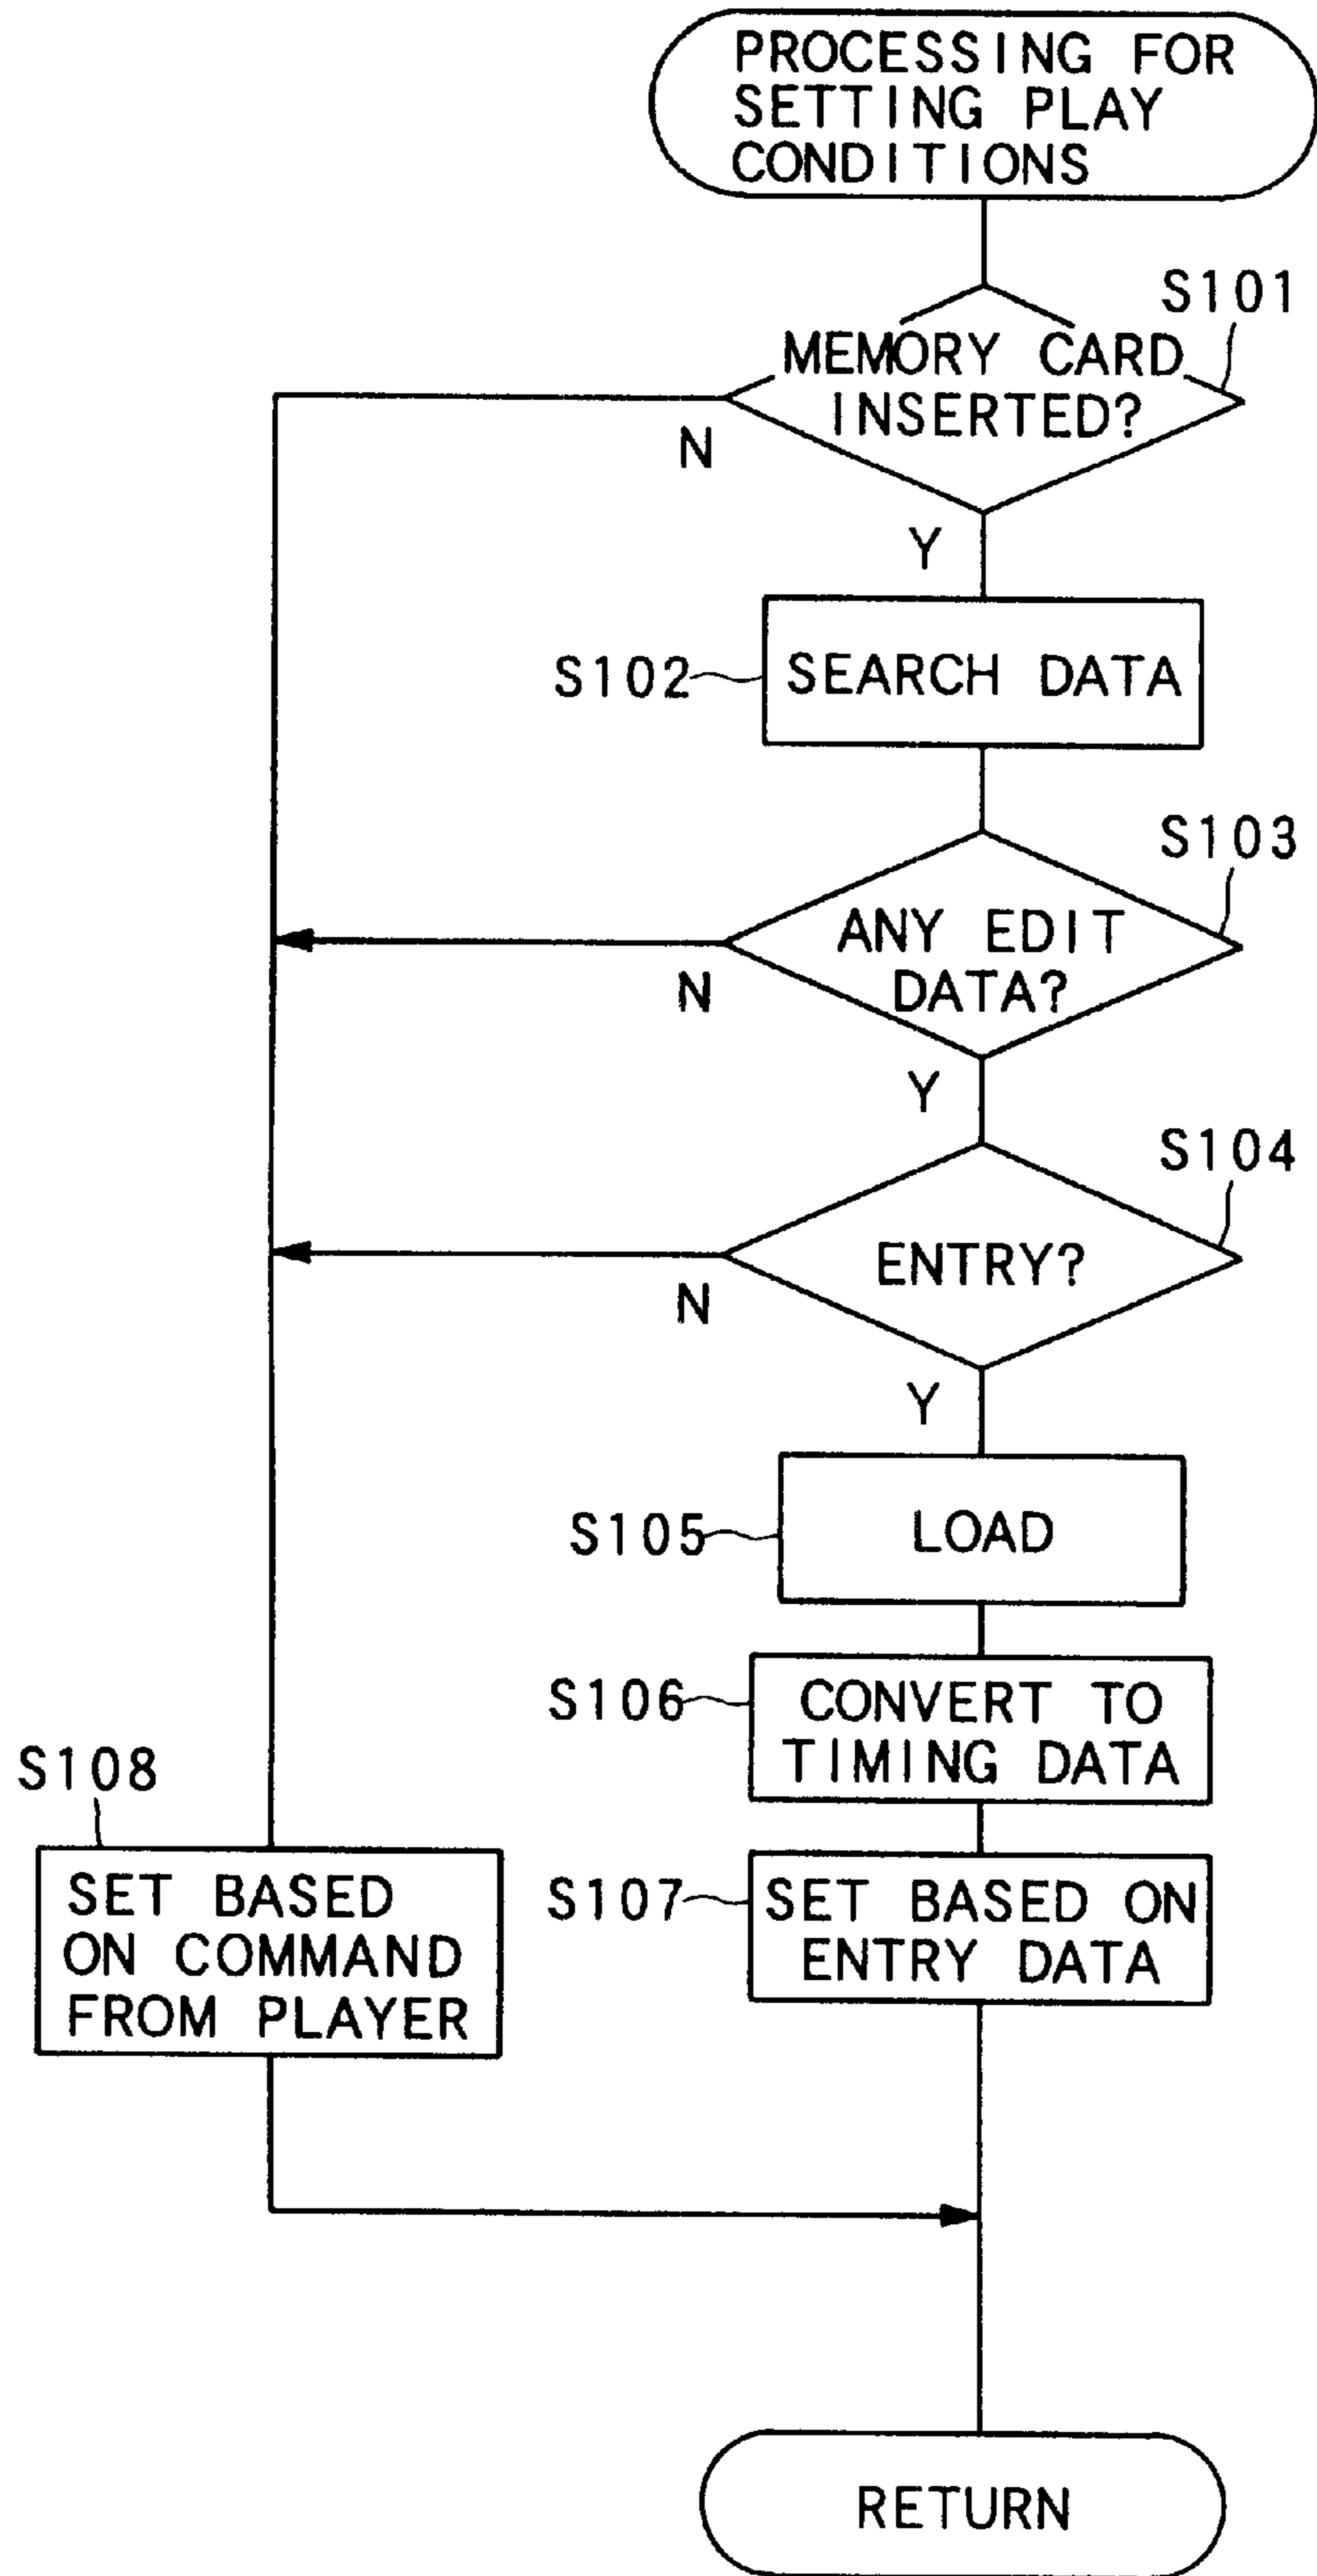 PROCESSING FOR
SETTING PLAY
CONDITIONS
S101
MEMORY CARD
INSERTED?
N
Y
S102
SEARCH DATA
S103
ANY EDIT
DATA?
N
Y
S104
ENTRY?
N
Y
S105
LOAD
S106
CONVERT TO
TIMING DATA
S108
SET BASED
ON COMMAND
FROM PLAYER
S107
SET BASED ON
ENTRY DATA
RETURN